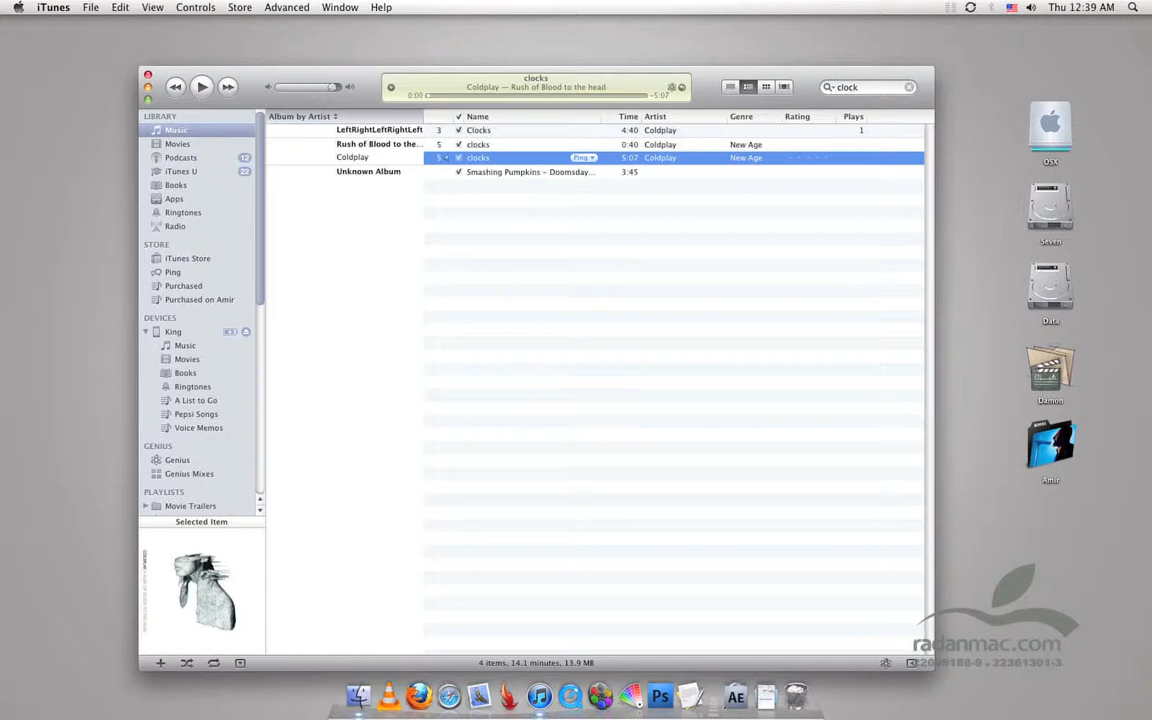 iTunes File Edit View Controls Store Advanced Window Help Thu 12:39 AM
clocks
Coldplay — Rush of Blood to the head
0:00 -5:07
clock
LIBRARY
Music
Movies
Podcasts 12
iTunes U 22
Books
Apps
Ringtones
Radio
STORE
iTunes Store
Ping
Purchased
Purchased on Amir
DEVICES
King
Music
Movies
Books
Ringtones
A List to Go
Pepsi Songs
Voice Memos
GENIUS
Genius
Genius Mixes
PLAYLISTS
Movie Trailers
Selected Item
Album by Artist Name Time Artist Genre Rating Plays
LeftRightLeftRightLeft 3 Clocks 4:40 Coldplay 1
Rush of Blood to the... 5 clocks 0:40 Coldplay New Age
Coldplay 5 clocks Ping 5:07 Coldplay New Age
Unknown Album Smashing Pumpkins - Doomsday... 3:45
4 items, 14.1 minutes, 13.9 MB
OSX
Seven
Data
Damon
Amir
radanmac.com
Ps
AE